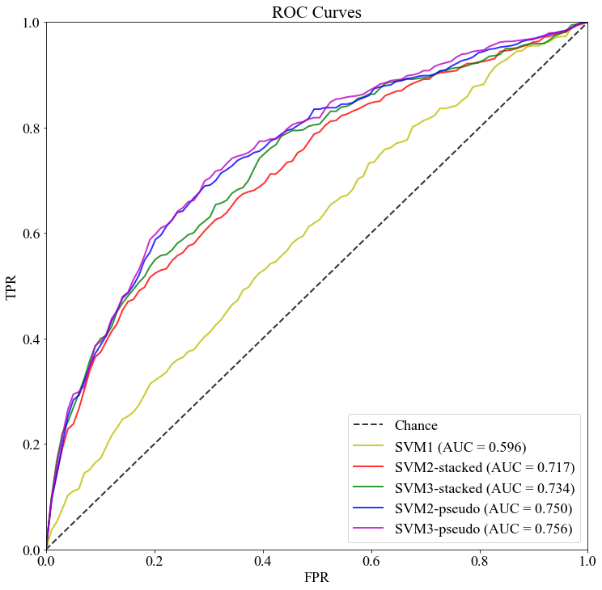 ROC Curves
TPR
1.0
0.8
0.6
0.4
0.2
0.0
Chance
SVM1 (AUC = 0.596)
SVM2-stacked (AUC = 0.717)
SVM3-stacked (AUC = 0.734)
SVM2-pseudo (AUC = 0.750)
SVM3-pseudo (AUC = 0.756)
0.0 0.2 0.4 0.6 0.8 1.0
FPR